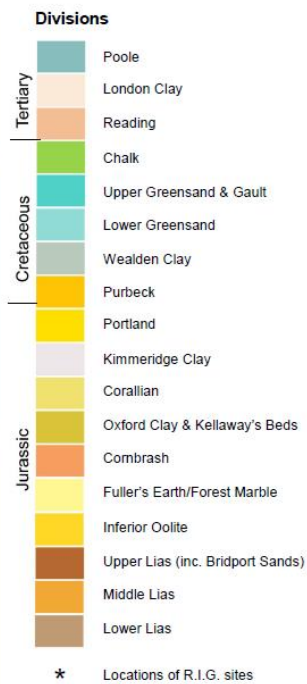 Divisions
Tertiary
Poole
London Clay
Reading
Cretaceous
Chalk
Upper Greensand & Gault
Lower Greensand
Wealden Clay
Purbeck
Jurassic
Portland
Kimmeridge Clay
Corallian
Oxford Clay & Kellaway's Beds
Cornbrash
Fuller's Earth/Forest Marble
Inferior Oolite
Upper Lias (inc. Bridport Sands)
Middle Lias
Lower Lias
* Locations of R.I.G. sites